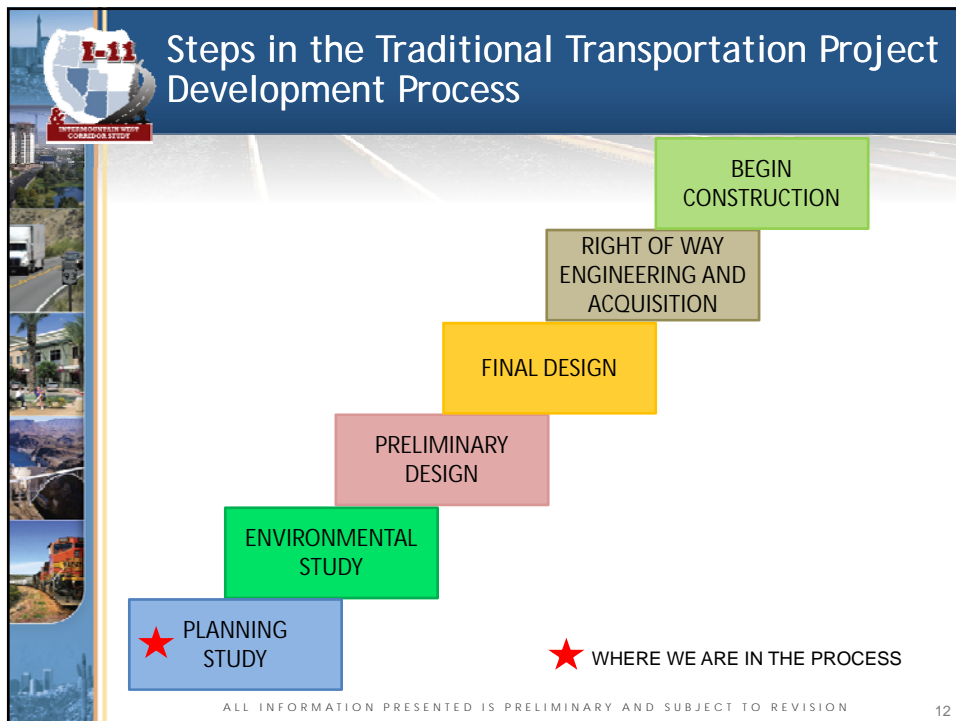 I-11
&
INTERMOUNTAIN WEST
CORRIDOR STUDY
Steps in the Traditional Transportation Project
Development Process
BEGIN
CONSTRUCTION
RIGHT OF WAY
ENGINEERING AND
ACQUISITION
FINAL DESIGN
PRELIMINARY
DESIGN
ENVIRONMENTAL
STUDY
PLANNING
STUDY
WHERE WE ARE IN THE PROCESS
ALL INFORMATION PRESENTED IS PRELIMINARY AND SUBJECT TO REVISION
12